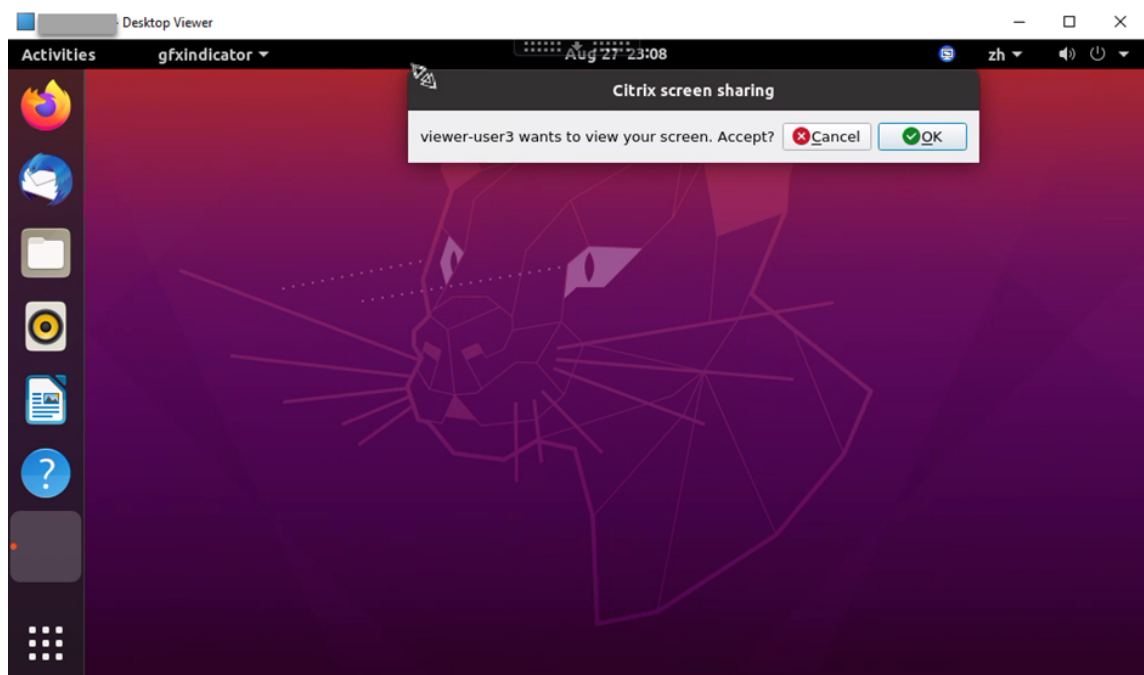 Desktop Viewer
Activities gfxindicator Aug 27 23:08 zh
Citrix screen sharing
viewer-user3 wants to view your screen. Accept? Cancel OK
?